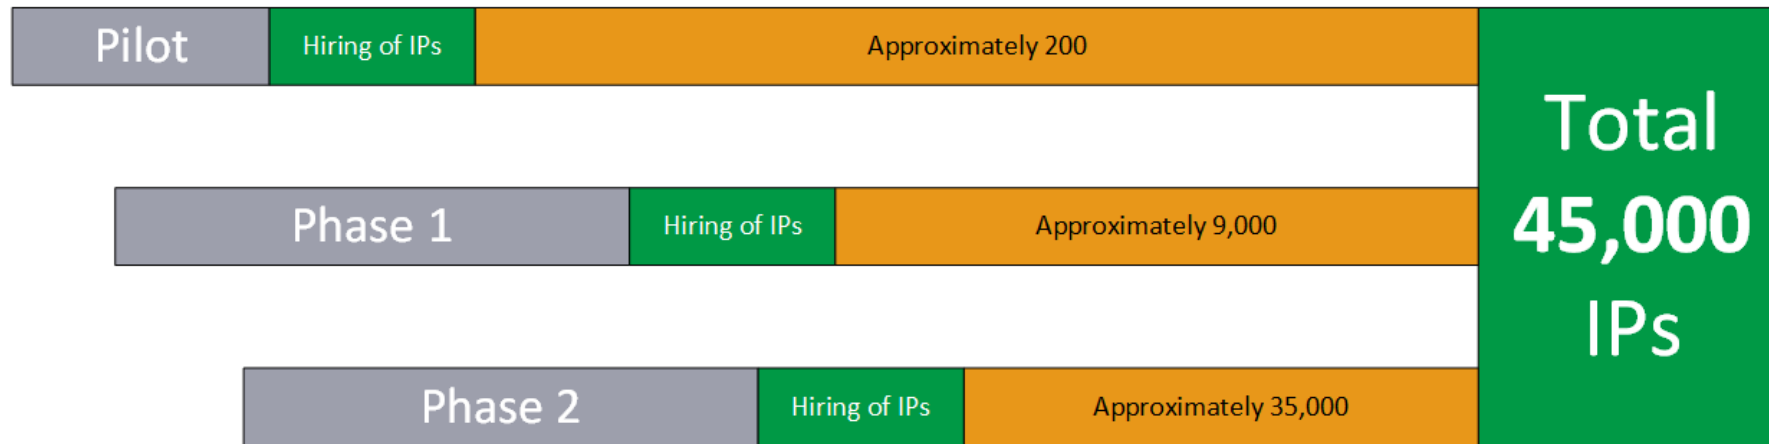 Pilot
Hiring of IPs
Approximately 200
Phase 1
Hiring of IPs
Approximately 9,000
Phase 2
Hiring of IPs
Approximately 35,000
Total
45,000
IPs